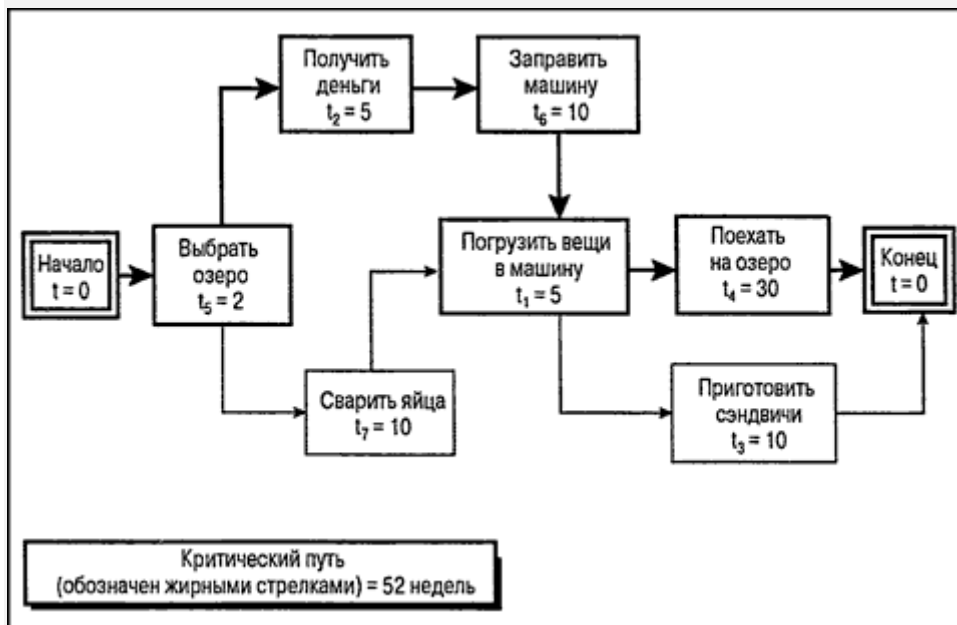 Получить
деньги
t₂ = 5
Заправить
машину
t₆ = 10
Начало
t = 0
Выбрать
озеро
t₅ = 2
Погрузить вещи
в машину
t₁ = 5
Поехать
на озеро
t₄ = 30
Конец
t = 0
Сварить яйца
t₇ = 10
Приготовить
сэндвичи
t₃ = 10
Критический путь
(обозначен жирными стрелками) = 52 недель